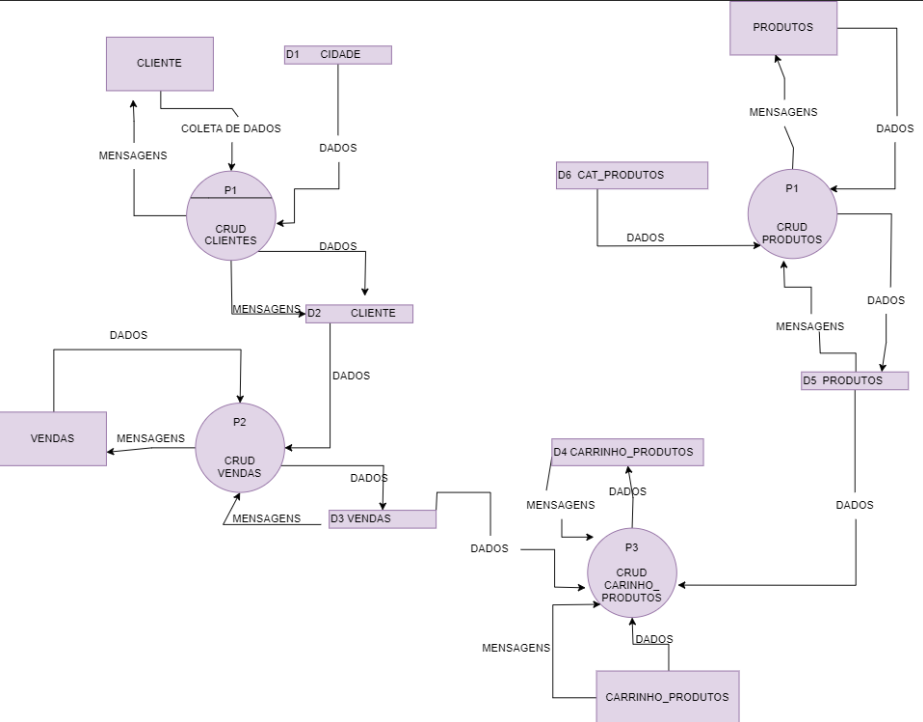 PRODUTOS
CLIENTE
D1 CIDADE
COLETA DE DADOS
MENSAGENS
DADOS
MENSAGENS
DADOS
D6 CAT_PRODUTOS
P1
CRUD
CLIENTES
P1
CRUD
PRODUTOS
DADOS
DADOS
MENSAGENS
D2 CLIENTE
DADOS
MENSAGENS
DADOS
DADOS
D5 PRODUTOS
VENDAS
MENSAGENS
P2
CRUD
VENDAS
DADOS
MENSAGENS
D3 VENDAS
D4 CARRINHO_PRODUTOS
MENSAGENS
DADOS
DADOS
DADOS
P3
CRUD
CARINHO_
PRODUTOS
MENSAGENS
DADOS
CARRINHO_PRODUTOS